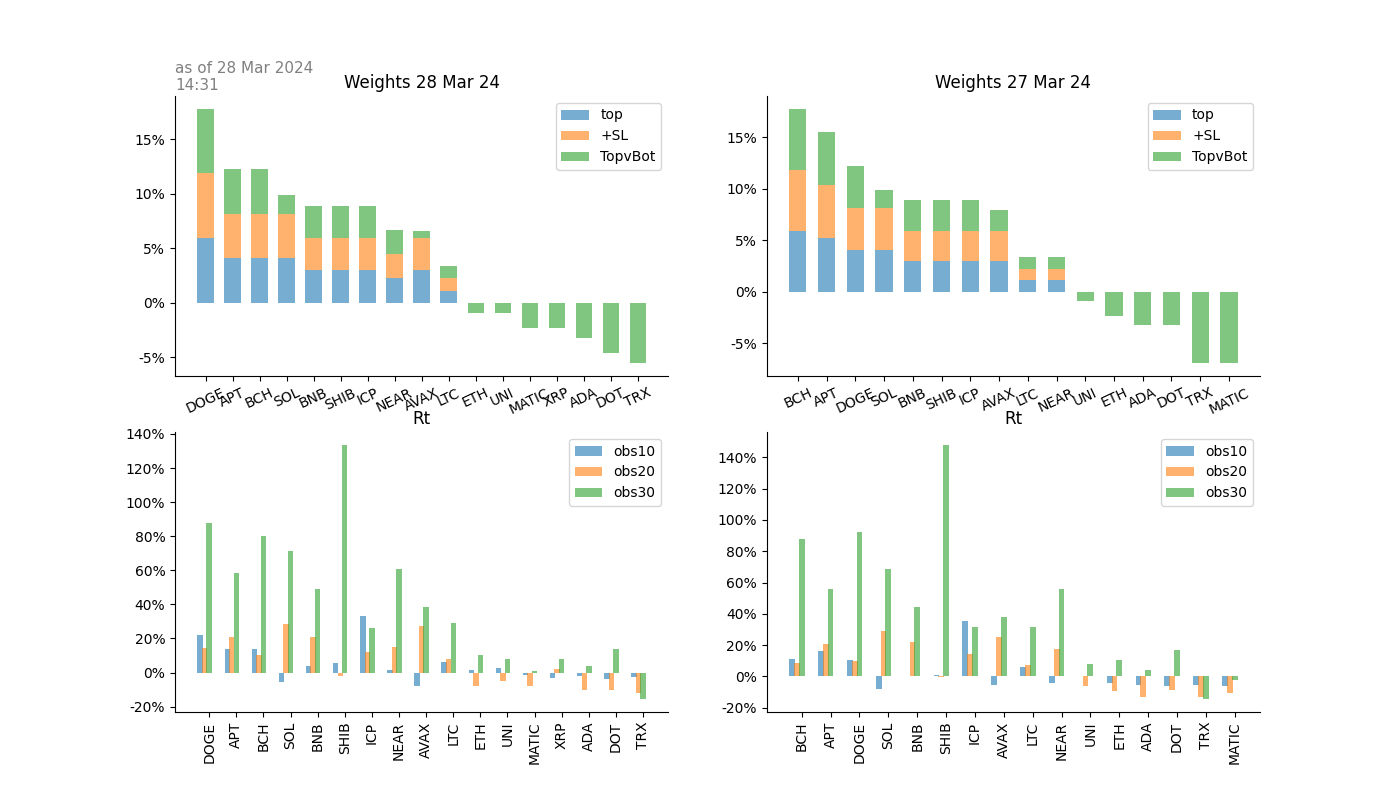 as of 28 Mar 2024
14:31
Weights 28 Mar 24
top
+SL
TopvBot
15%
10%
5%
0%
-5%
DOGE APT BCH SOL BNB SHIB ICP NEAR AVAX LTC ETH UNI MATIC XRP ADA DOT TRX
Weights 27 Mar 24
top
+SL
TopvBot
15%
10%
5%
0%
-5%
BCH APT DOGE SOL BNB SHIB ICP AVAX LTC NEAR UNI ETH ADA DOT TRX MATIC
Rt
obs10
obs20
obs30
140%
120%
100%
80%
60%
40%
20%
0%
-20%
DOGE APT BCH SOL BNB SHIB ICP NEAR AVAX LTC ETH UNI MATIC XRP ADA DOT TRX
Rt
obs10
obs20
obs30
140%
120%
100%
80%
60%
40%
20%
0%
-20%
BCH APT DOGE SOL BNB SHIB ICP AVAX LTC NEAR UNI ETH ADA DOT TRX MATIC